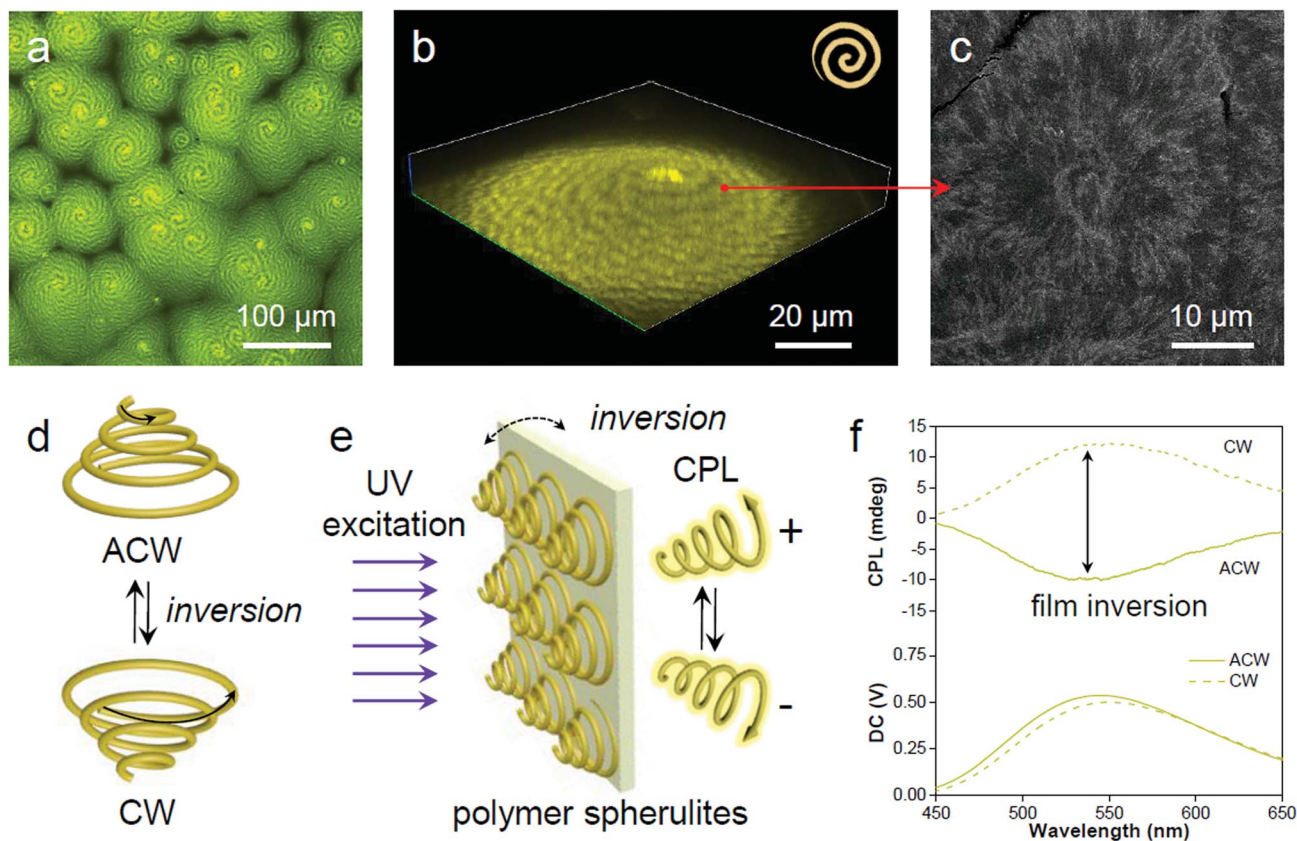 a
100 μm
b
20 μm
c
10 μm
d
ACW
inversion
CW
e
inversion
UV
excitation
CPL
+
-
polymer spherulites
f
CPL (mdeg)
15
10
5
0
-5
-10
-15
CW
ACW
film inversion
DC (V)
0.75
0.50
0.25
0.00
ACW
CW
450
500
550
600
650
Wavelength (nm)